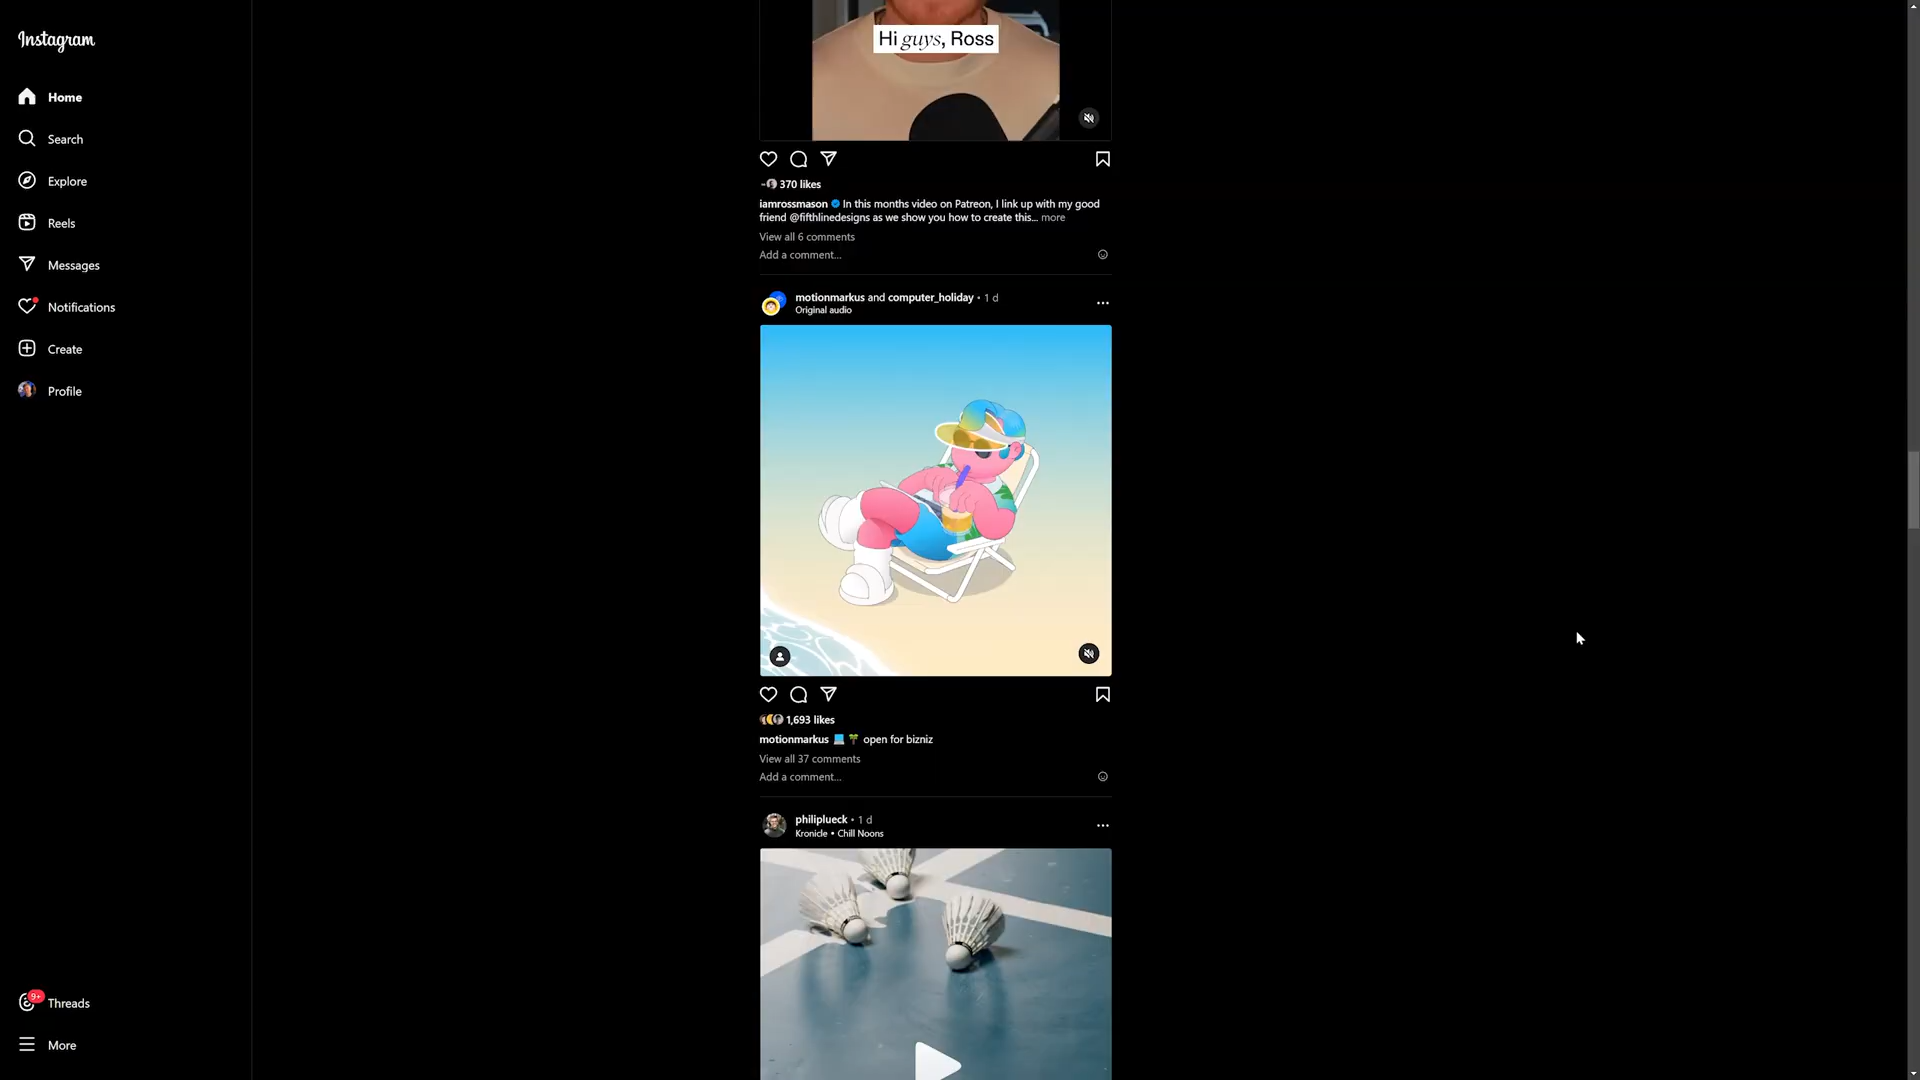 Instagram
Home
Search
Explore
Reels
Messages
Notifications
Create
Profile
9+
Threads
More
Hi guys, Ross
370 likes
iamrossmason In this months video on Patreon, I link up with my good
friend @fifthlinedesigns as we show you how to create this... more
View all 6 comments
Add a comment...
motionmarkus and computer_holiday • 1 d
Original audio
1,693 likes
motionmarkus 💻 🌴 open for bizniz
View all 37 comments
Add a comment...
philiplueck • 1 d
Kronicle • Chill Noons